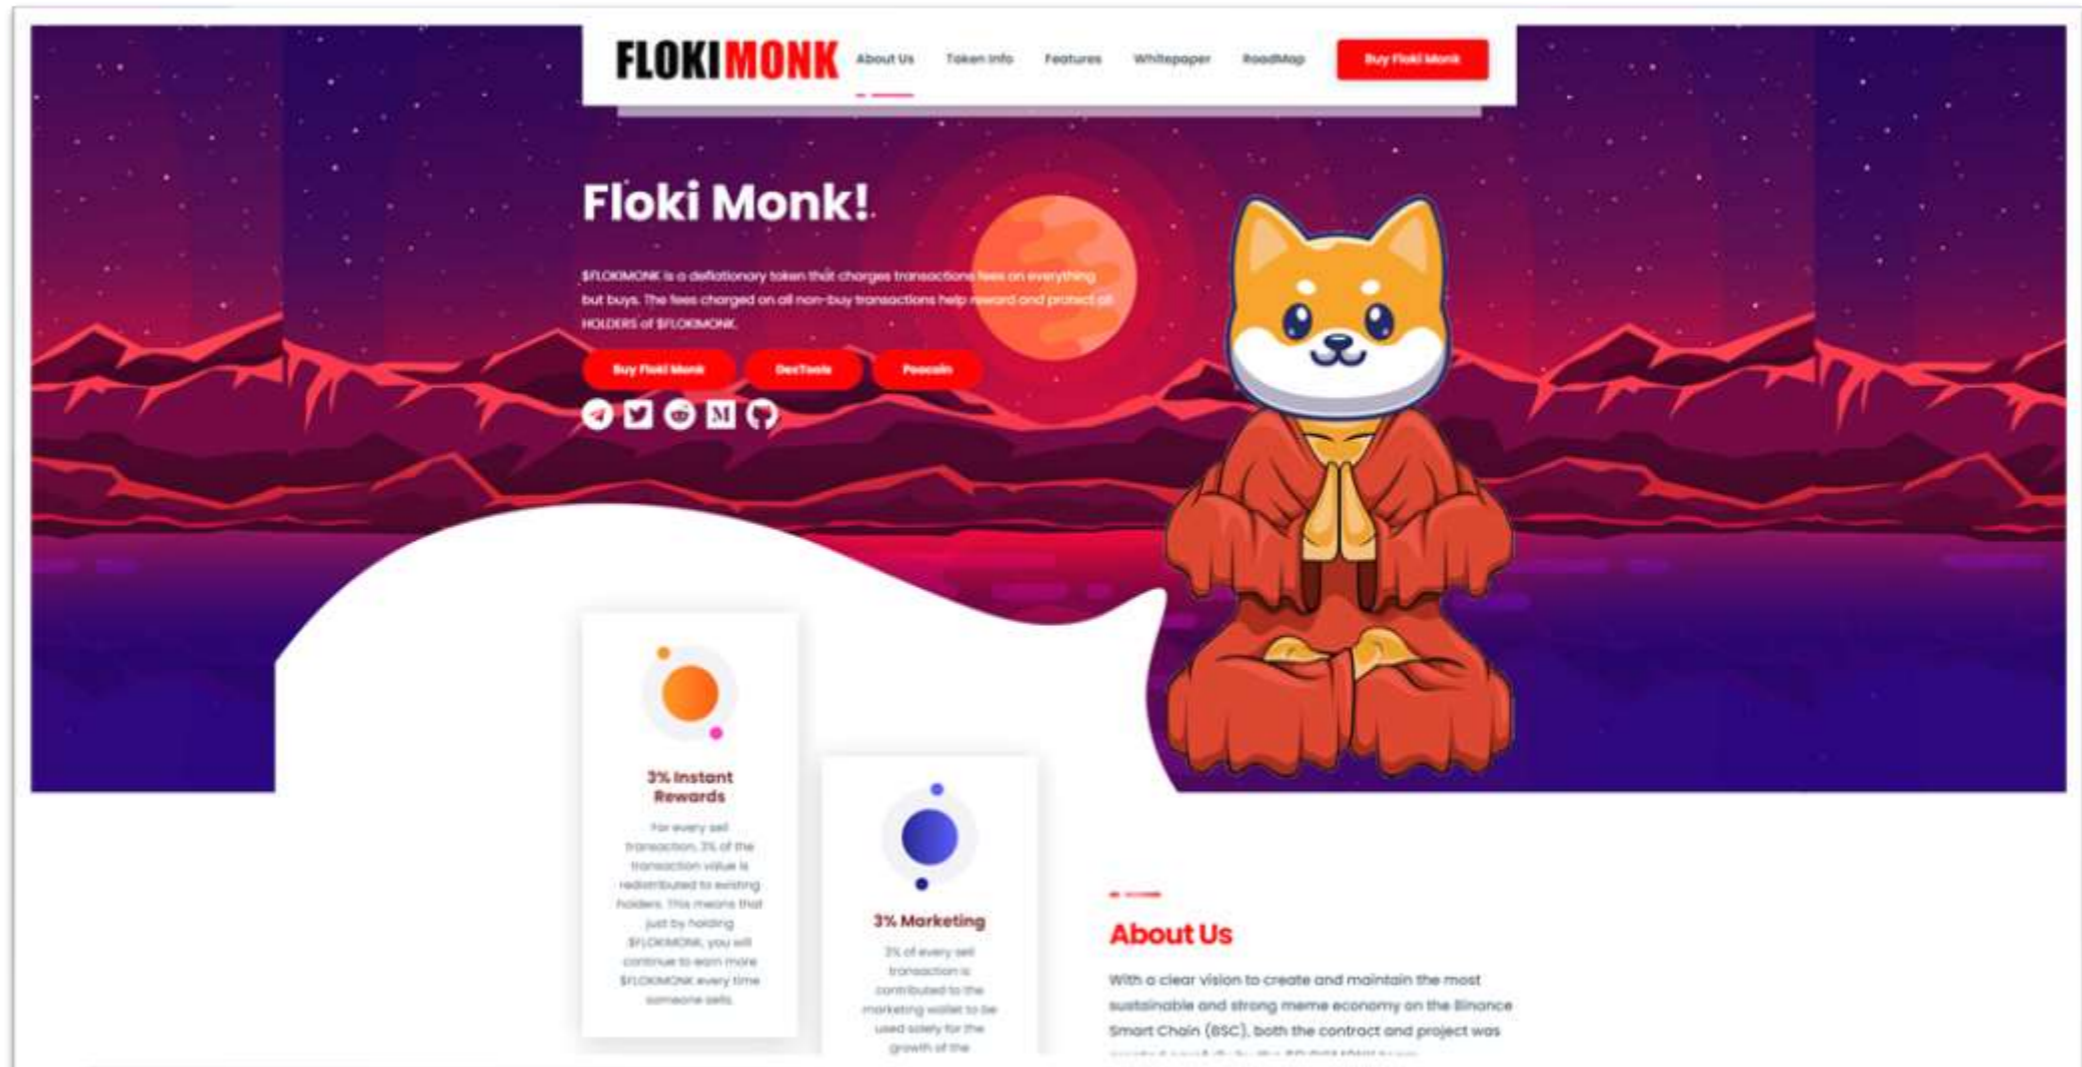 FLOKIMONK
About Us
Token Info
Features
Whitepaper
RoadMap
Buy Floki Monk
Floki Monk!
$FLOKIMONK is a deflationary token that charges transactions fees on everything
but buys. The fees charged on all non-buy transactions help reward and protect all
HOLDERS of $FLOKIMONK.
Buy Floki Monk
DexTools
Poocoin
M
3% Instant
Rewards
For every sell
transaction, 3% of the
transaction value is
redistributed to existing
holders. This means that
just by holding
$FLOKIMONK, you will
continue to earn more
$FLOKIMONK every time
someone sells.
3% Marketing
3% of every sell
transaction is
contributed to the
marketing wallet to be
used solely for the
growth of the
About Us
With a clear vision to create and maintain the most
sustainable and strong meme economy on the Binance
Smart Chain (BSC), both the contract and project was